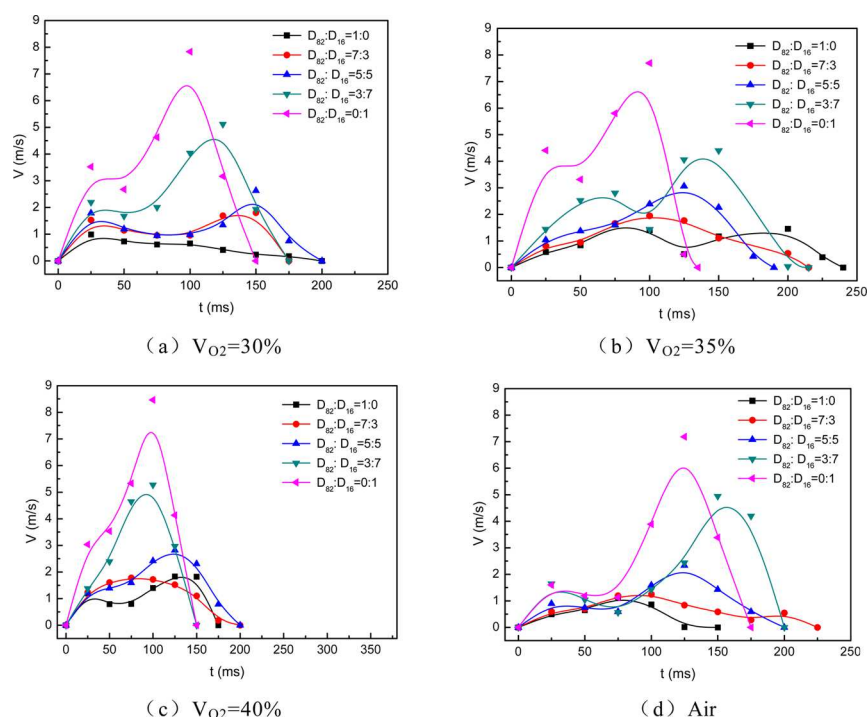 9
8
7
6
5
4
3
2
1
0
V (m/s)
0 50 100 150 200 250
t (ms)
D82:D16=1:0
D82:D16=7:3
D82: D16=5:5
D82: D16=3:7
D82:D16=0:1
(a) VO2=30%
9
8
7
6
5
4
3
2
1
0
V (m/s)
0 50 100 150 200 250
t (ms)
D82:D16=1:0
D82:D16=7:3
D82: D16=5:5
D82: D16=3:7
D82:D16=0:1
(b) VO2=35%
9
8
7
6
5
4
3
2
1
0
V (m/s)
0 50 100 150 200 250 300 350
t (ms)
D82:D16=1:0
D82:D16=7:3
D82: D16=5:5
D82: D16=3:7
D82:D16=0:1
(c) VO2=40%
9
8
7
6
5
4
3
2
1
0
V (m/s)
0 50 100 150 200 250
t (ms)
D82:D16=1:0
D82:D16=7:3
D82: D16=5:5
D82: D16=3:7
D82:D16=0:1
(d) Air